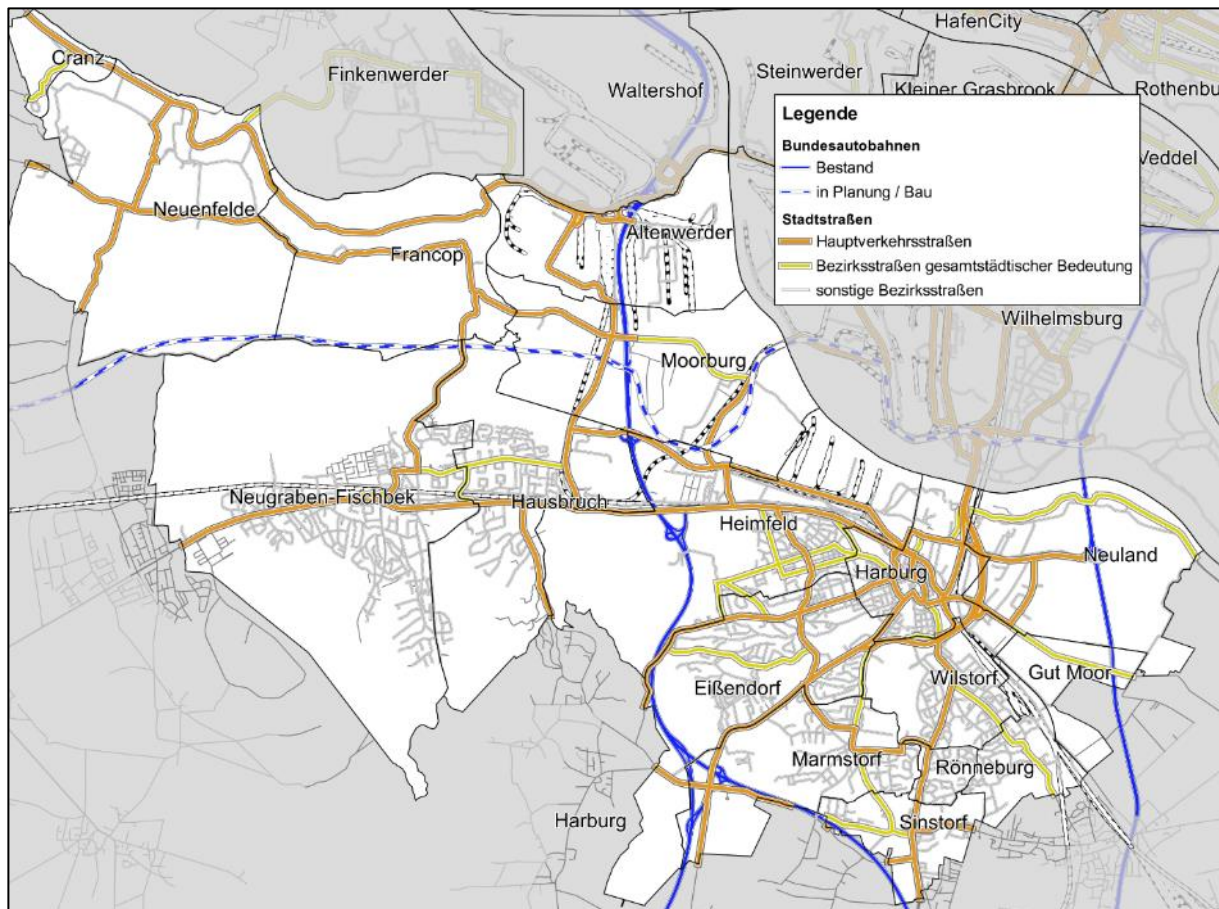 HafenCity
Cranz
Finkenwerder
Waltershof
Steinwerder
Kleiner Grasbrook
Rothenbu
Legende
Bundesautobahnen
Bestand
in Planung / Bau
Stadtstraßen
Hauptverkehrsstraßen
Bezirksstraßen gesamtstädtischer Bedeutung
sonstige Bezirksstraßen
Veddel
Neuenfelde
Altenwerder
Francop
Wilhelmsburg
Moorburg
Neugraben-Fischbek
Hausbruch
Heimfeld
Neuland
Harburg
Eißendorf
Wilstorf
Gut Moor
Marmstorf
Rönneburg
Harburg
Sinstorf